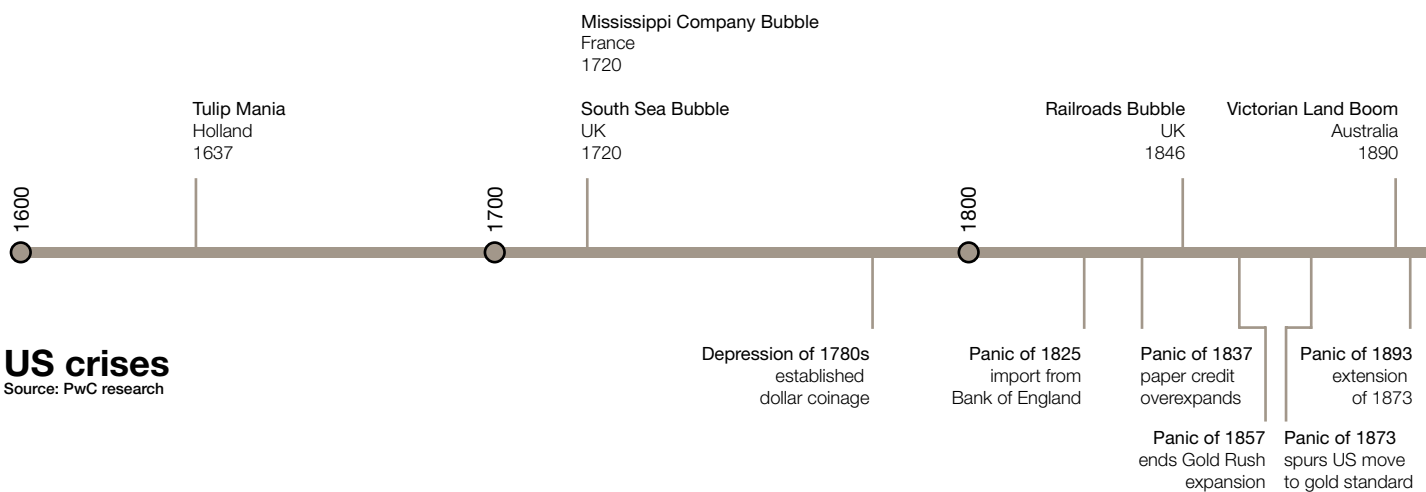 Mississippi Company Bubble
France
1720
Tulip Mania
Holland
1637
South Sea Bubble
UK
1720
Railroads Bubble
UK
1846
Victorian Land Boom
Australia
1890
1600
1700
1800
US crises
Source: PwC research
Depression of 1780s
established
dollar coinage
Panic of 1825
import from
Bank of England
Panic of 1837
paper credit
overexpands
Panic of 1893
extension
of 1873
Panic of 1857
ends Gold Rush
expansion
Panic of 1873
spurs US move
to gold standard